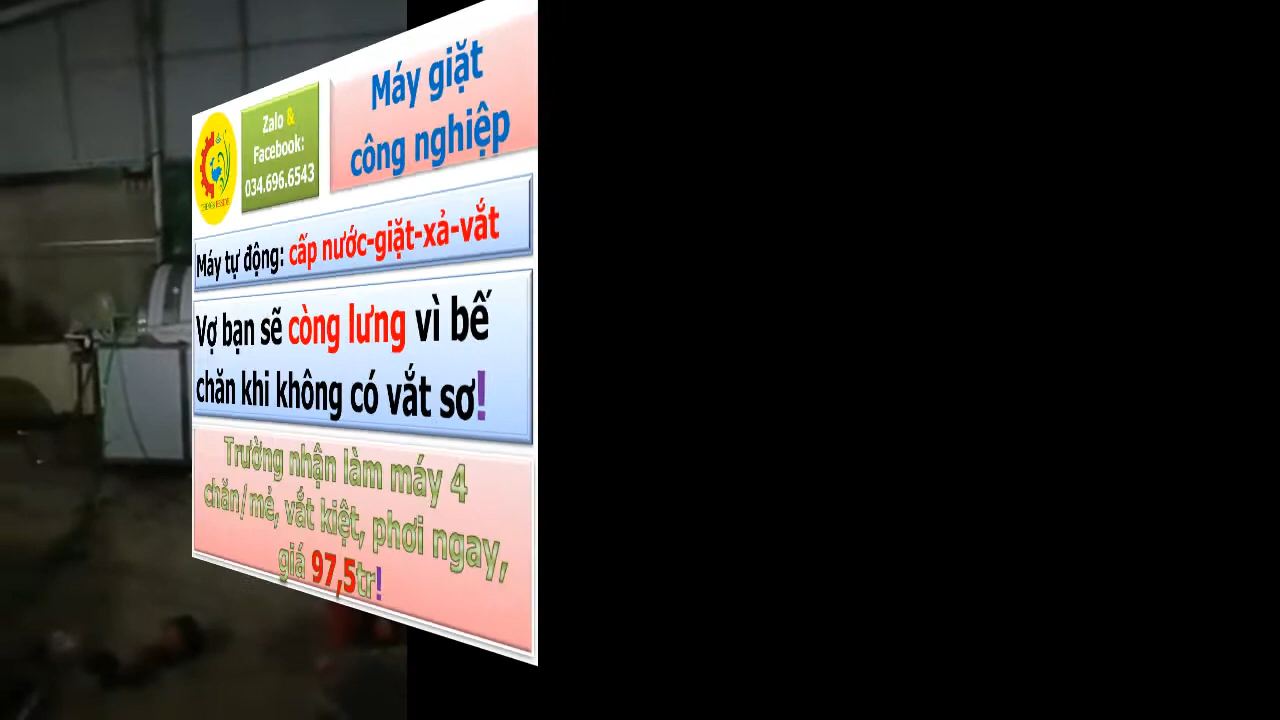 Máy giặt
công nghiệp
Zalo &
Facebook:
034.696.6543
Máy tự động: cấp nước-giặt-xả-vắt
Vợ bạn sẽ còng lưng vì bế
chăn khi không có vắt sơ!
Trường nhận làm máy 4
chăn/mẻ, vắt kiệt, phơi ngay,
giá 97,5tr!